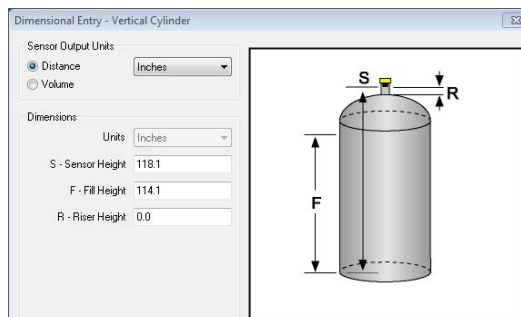 Dimensional Entry - Vertical Cylinder
Sensor Output Units
Distance
Inches
Volume
Dimensions
Units
Inches
S - Sensor Height
118.1
F - Fill Height
114.1
R - Riser Height
0.0
S
R
F